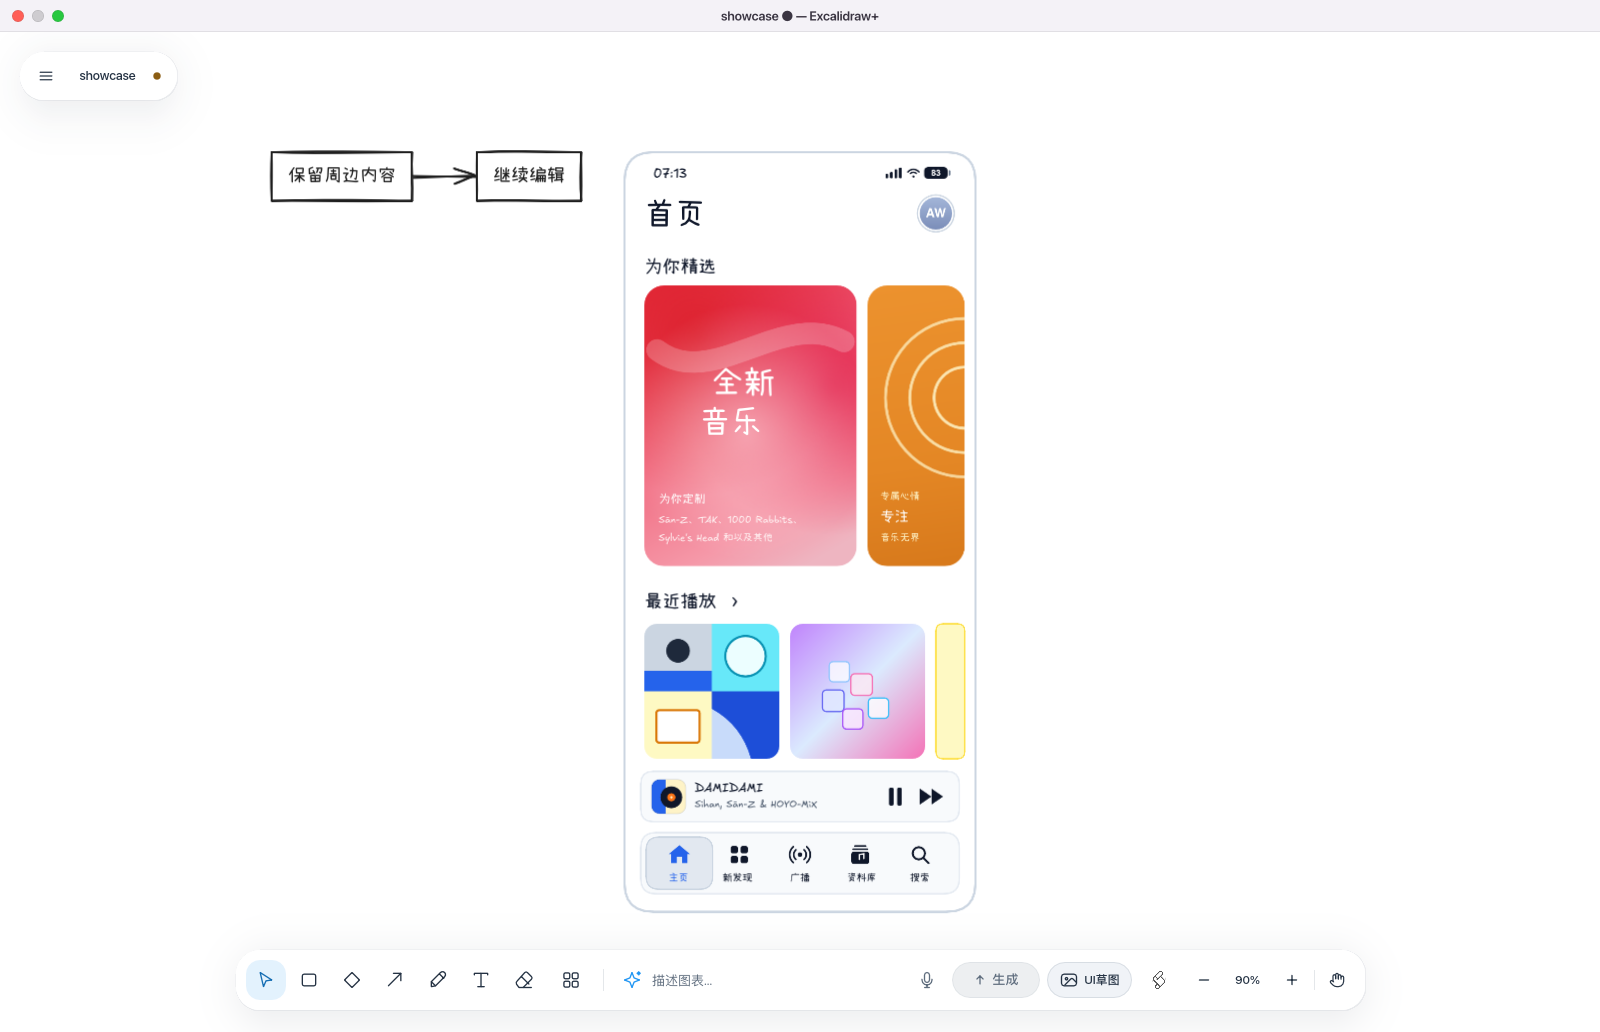 showcase ● — Excalidraw+
showcase
保留周边内容
继续编辑
07:13
83
首页
AW
为你精选
全新
音乐
为你定制
Sān-Z、TAK、1000 Rabbits、
Sylvie's Head 和以及其他
专属心情
专注
音乐无界
最近播放 ›
DAMIDAMI
Sihan, Sān-Z & HOYO-MiX
主页
新发现
广播
资料库
搜索
描述图表...
生成
UI草图
90%